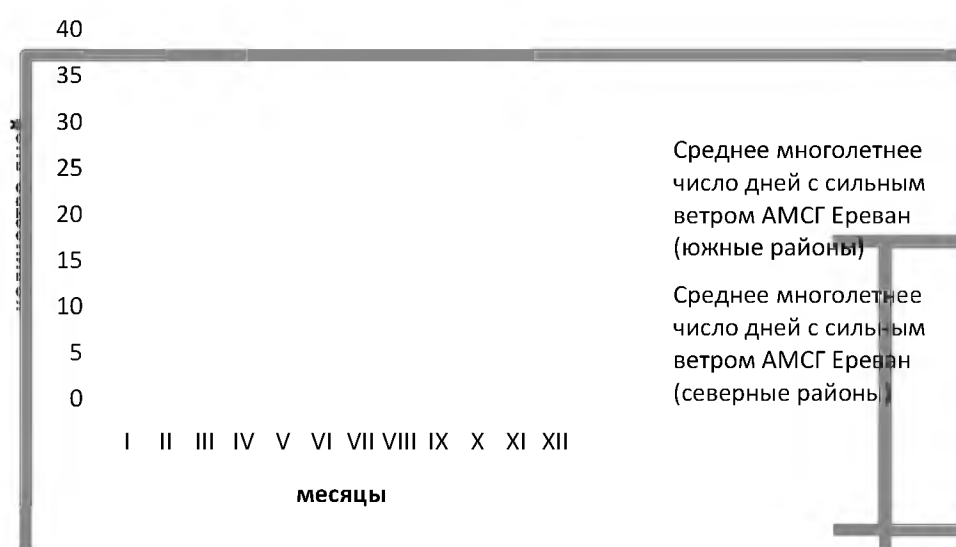 40
35
30
25
20
15
10
5
0
I II III IV V VI VII VIII IX X XI XII
месяцы
Среднее многолетнее
число дней с сильным
ветром АМСГ Ереван
(южные районы)
Среднее многолетнее
число дней с сильным
ветром АМСГ Ереван
(северные районы)